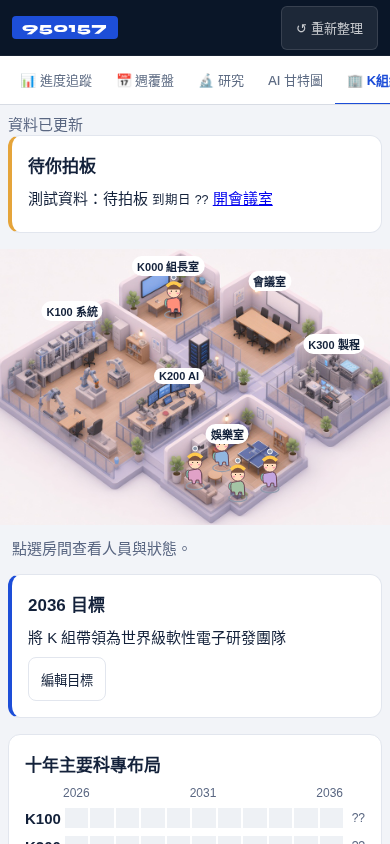 950157
↺ 重新整理
📊 進度追蹤 📅 週覆盤 🔬 研究 AI 甘特圖 🏢 K組
資料已更新
待你拍板
測試資料：待拍板 到期日 ?? 開會議室
K000 組長室
會議室
K100 系統
K300 製程
K200 AI
娛樂室
點選房間查看人員與狀態。
2036 目標
將 K 組帶領為世界級軟性電子研發團隊
編輯目標
十年主要科專布局
2026 2031 2036
K100 ??